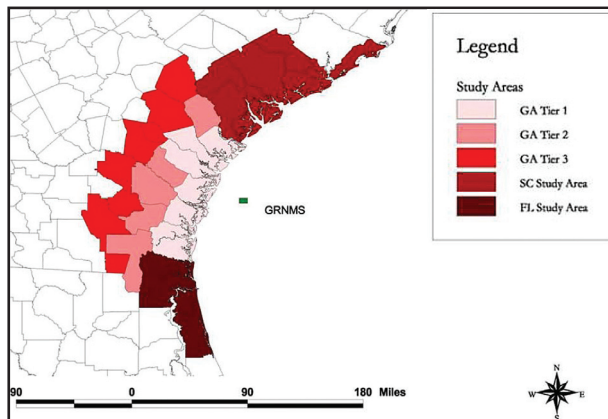 Legend
Study Areas
GA Tier 1
GA Tier 2
GA Tier 3
SC Study Area
FL Study Area
GRNMS
90 0 90 180 Miles
N
W E
S